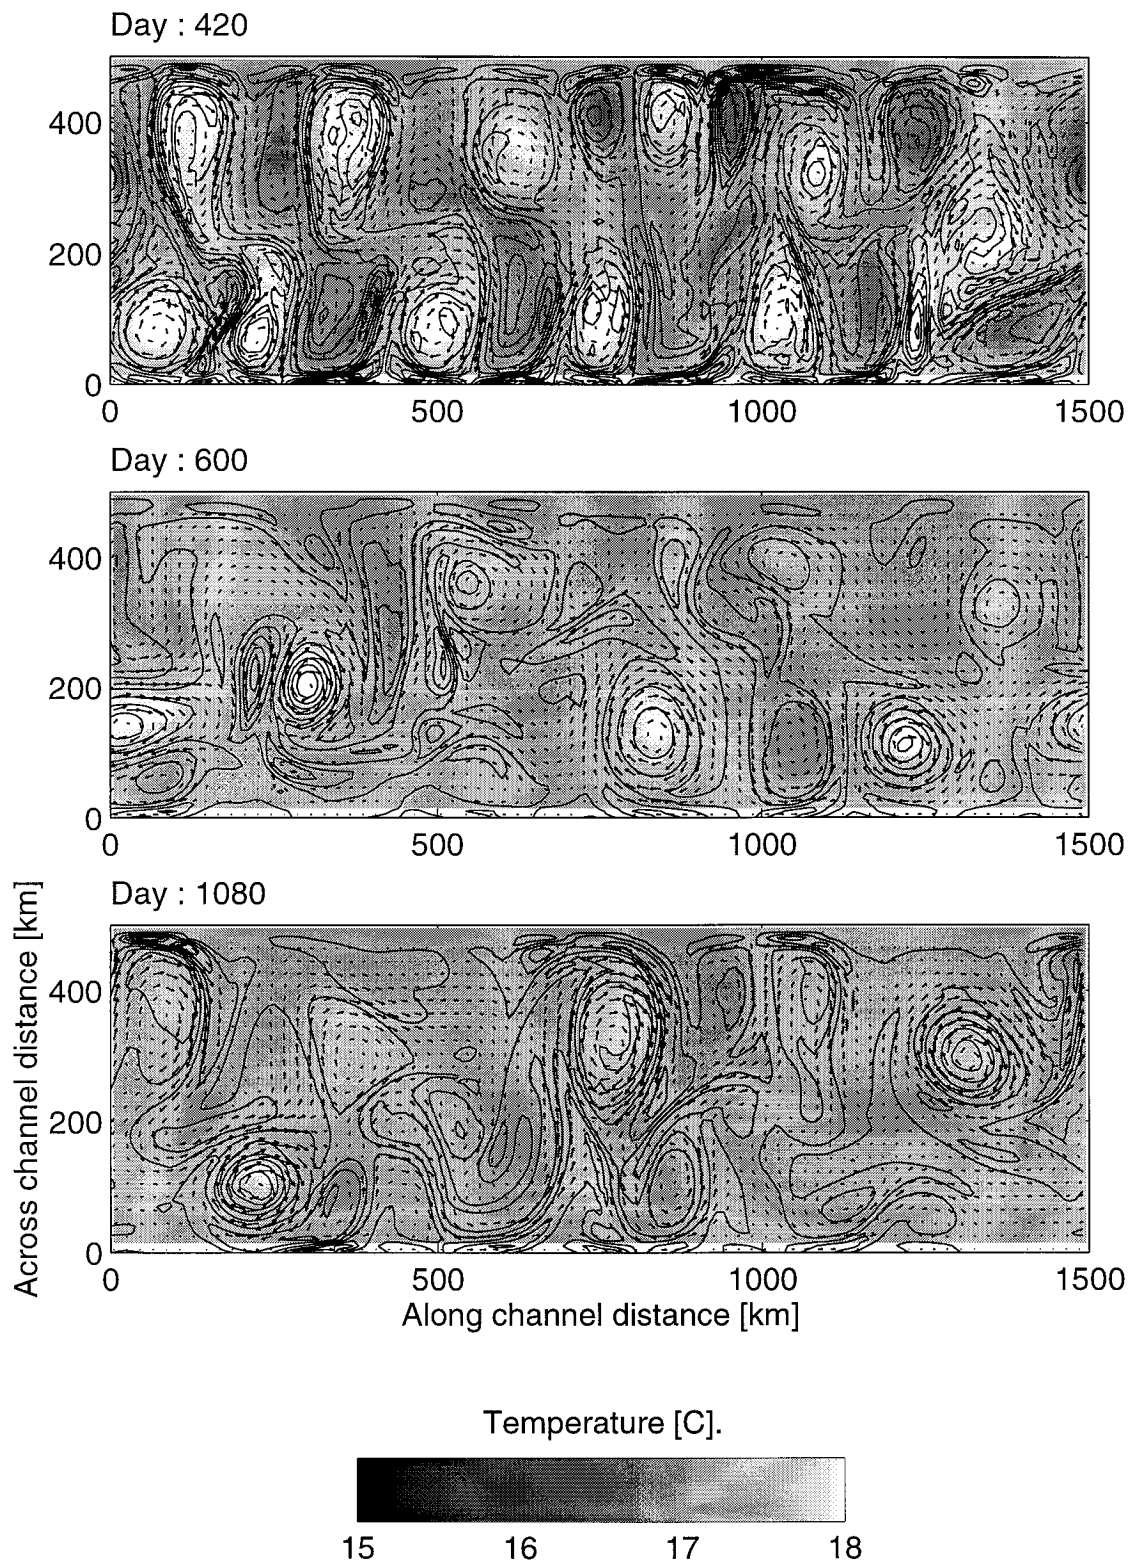 Day : 420
400
200
0
0 500 1000 1500
Day : 600
400
200
0
0 500 1000 1500
Day : 1080
400
200
0
0 500 1000 1500
Across channel distance [km]
Along channel distance [km]
Temperature [C].
15 16 17 18